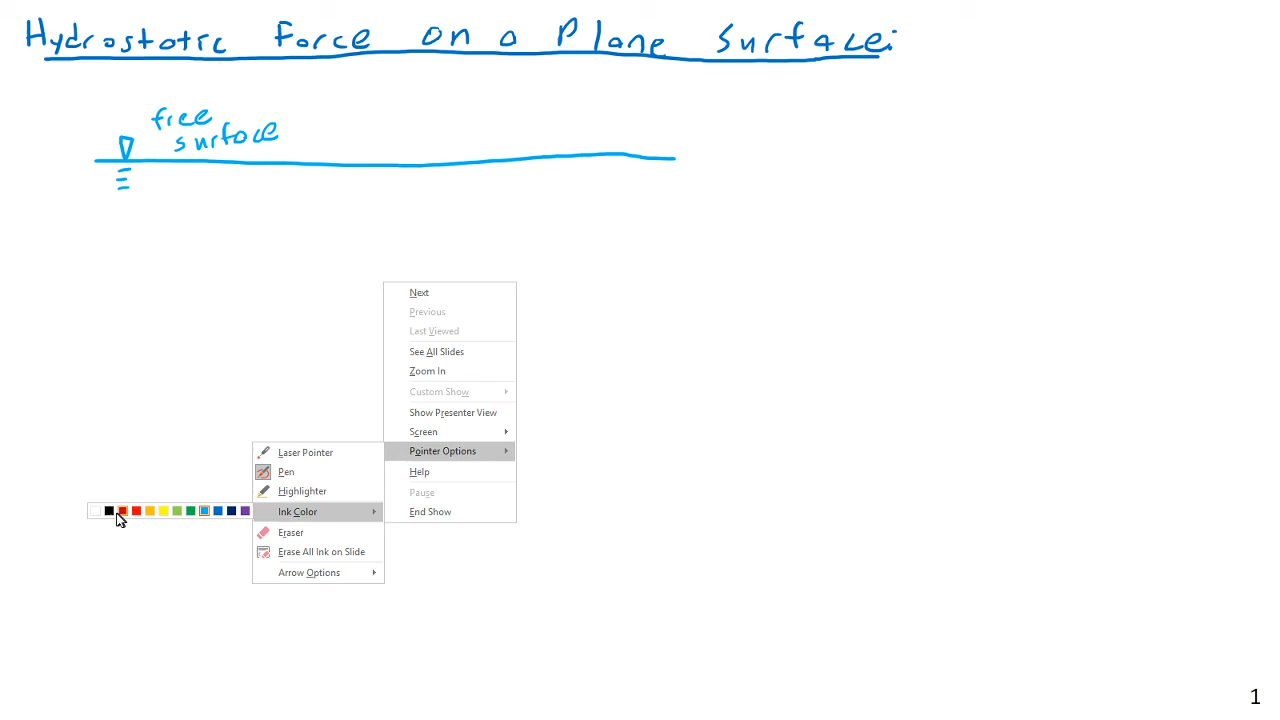 Hydrostatic Force on a Plane Surface:
free
surface
Next
Previous
Last Viewed
See All Slides
Zoom In
Custom Show
Show Presenter View
Screen
Pointer Options
Help
Pause
End Show
Laser Pointer
Pen
Highlighter
Ink Color
Eraser
Erase All Ink on Slide
Arrow Options
1